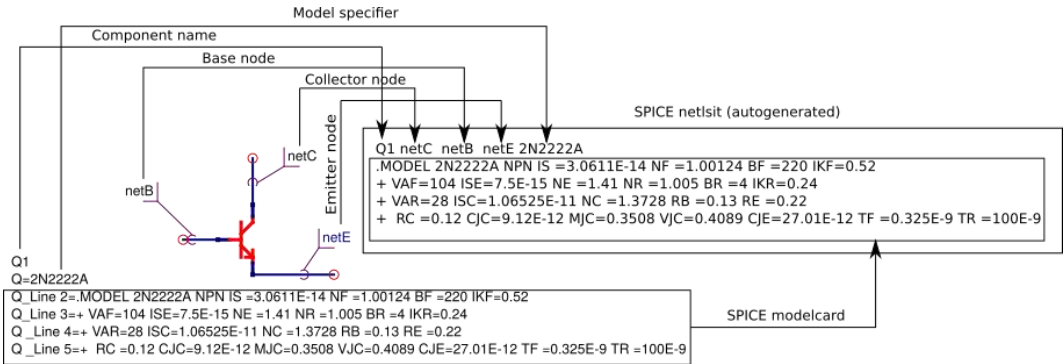 Model specifier
Component name
Base node
Collector node
Emitter node
SPICE netlsit (autogenerated)
Q1 netC netB netE 2N2222A
.MODEL 2N2222A NPN IS =3.0611E-14 NF =1.00124 BF =220 IKF=0.52
+ VAF=104 ISE=7.5E-15 NE =1.41 NR =1.005 BR =4 IKR=0.24
+ VAR=28 ISC=1.06525E-11 NC =1.3728 RB =0.13 RE =0.22
+ RC =0.12 CJC=9.12E-12 MJC=0.3508 VJC=0.4089 CJE=27.01E-12 TF =0.325E-9 TR =100E-9
netC
netB
netE
Q1
Q=2N2222A
Q_Line 2=.MODEL 2N2222A NPN IS =3.0611E-14 NF =1.00124 BF =220 IKF=0.52
Q_Line 3=+ VAF=104 ISE=7.5E-15 NE =1.41 NR =1.005 BR =4 IKR=0.24
Q_Line 4=+ VAR=28 ISC=1.06525E-11 NC =1.3728 RB =0.13 RE =0.22
Q _Line 5=+ RC =0.12 CJC=9.12E-12 MJC=0.3508 VJC=0.4089 CJE=27.01E-12 TF =0.325E-9 TR =100E-9
SPICE modelcard